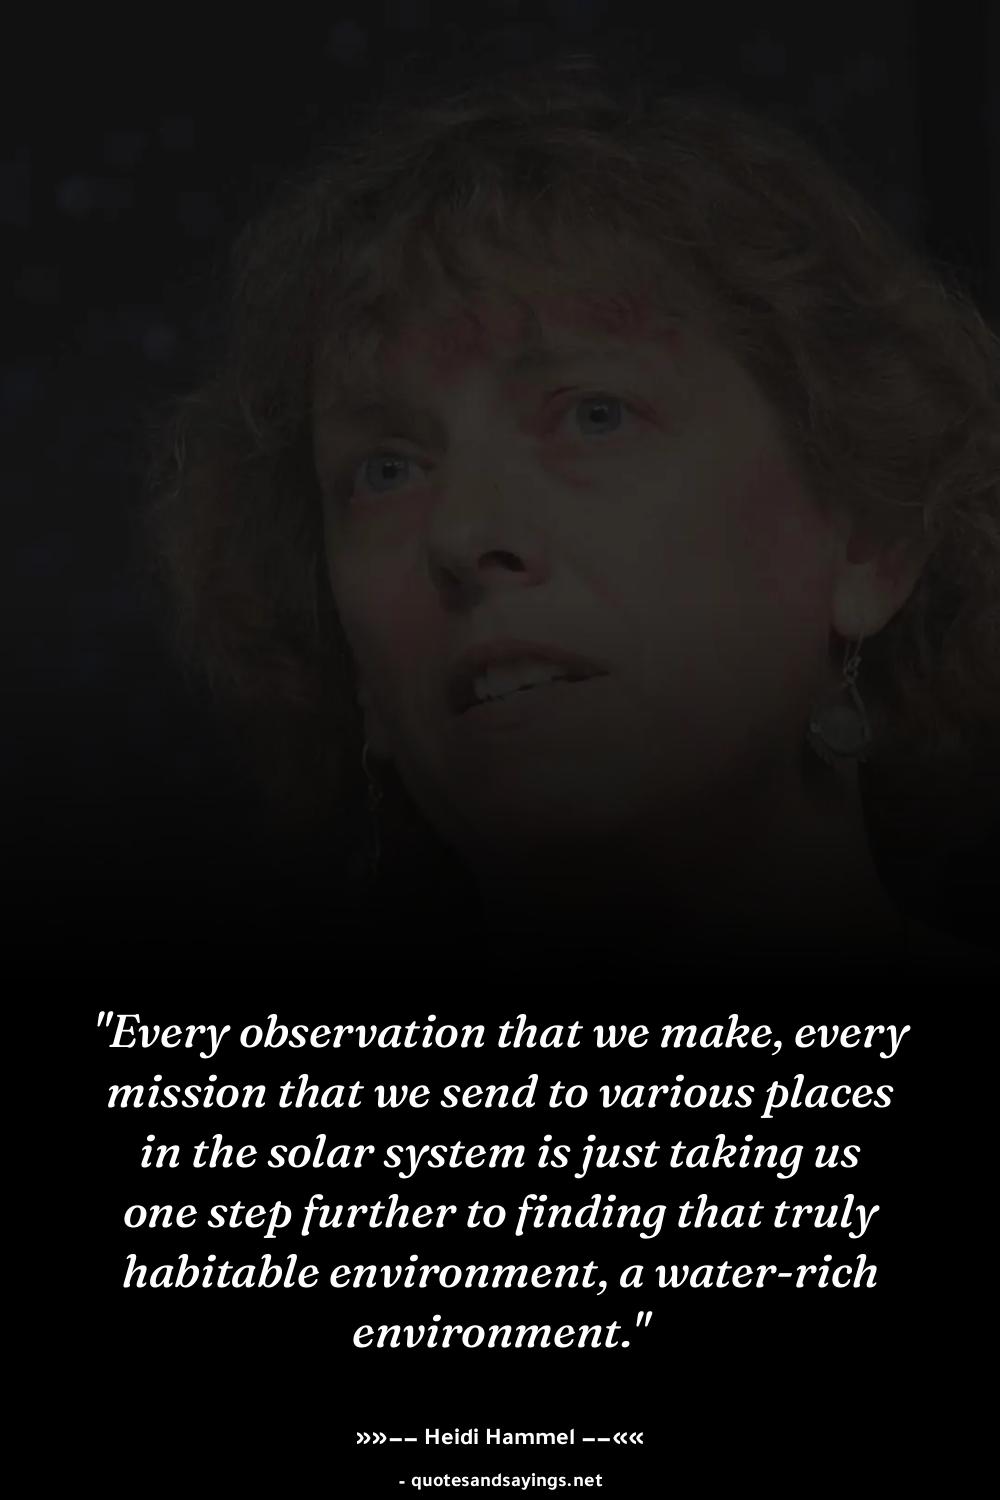 "Every observation that we make, every
mission that we send to various places
in the solar system is just taking us
one step further to finding that truly
habitable environment, a water-rich
environment."
»»—— Heidi Hammel ——««
- quotesandsayings.net